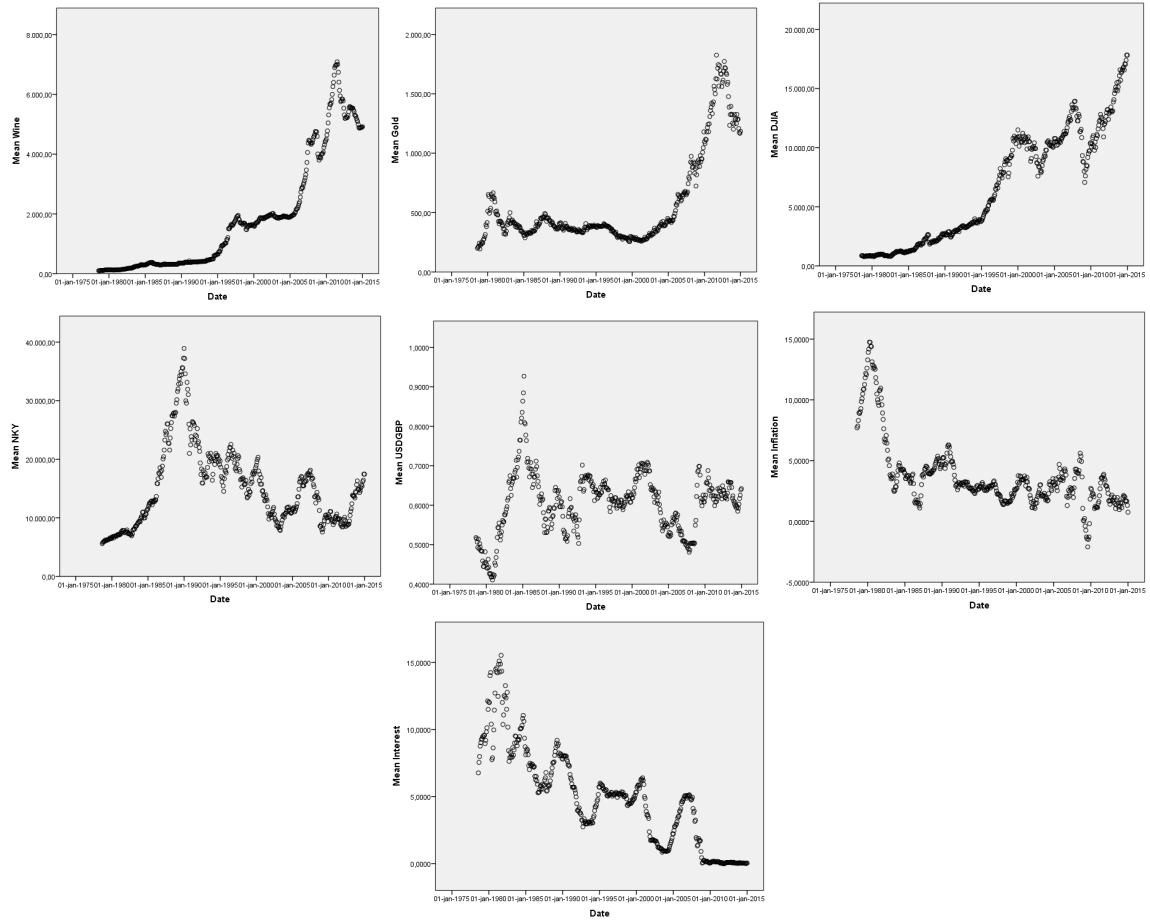 8.000,00
6.000,00
4.000,00
2.000,00
0,00
Mean Wine
01-jan-1975 01-jan-1980 01-jan-1985 01-jan-1990 01-jan-1995 01-jan-2000 01-jan-2005 01-jan-2010 01-jan-2015
Date
2.000,00
1.500,00
1.000,00
500,00
0,00
Mean Gold
01-jan-1975 01-jan-1980 01-jan-1985 01-jan-1990 01-jan-1995 01-jan-2000 01-jan-2005 01-jan-2010 01-jan-2015
Date
20.000,00
15.000,00
10.000,00
5.000,00
0,00
Mean DJIA
01-jan-1975 01-jan-1980 01-jan-1985 01-jan-1990 01-jan-1995 01-jan-2000 01-jan-2005 01-jan-2010 01-jan-2015
Date
40.000,00
30.000,00
20.000,00
10.000,00
0,00
Mean NKY
01-jan-1975 01-jan-1980 01-jan-1985 01-jan-1990 01-jan-1995 01-jan-2000 01-jan-2005 01-jan-2010 01-jan-2015
Date
1,0000
0,9000
0,8000
0,7000
0,6000
0,5000
0,4000
Mean USDGBP
01-jan-1975 01-jan-1980 01-jan-1985 01-jan-1990 01-jan-1995 01-jan-2000 01-jan-2005 01-jan-2010 01-jan-2015
Date
15,0000
10,0000
5,0000
0,0000
-5,0000
Mean Inflation
01-jan-1975 01-jan-1980 01-jan-1985 01-jan-1990 01-jan-1995 01-jan-2000 01-jan-2005 01-jan-2010 01-jan-2015
Date
15,0000
10,0000
5,0000
0,0000
Mean Interest
01-jan-1975 01-jan-1980 01-jan-1985 01-jan-1990 01-jan-1995 01-jan-2000 01-jan-2005 01-jan-2010 01-jan-2015
Date